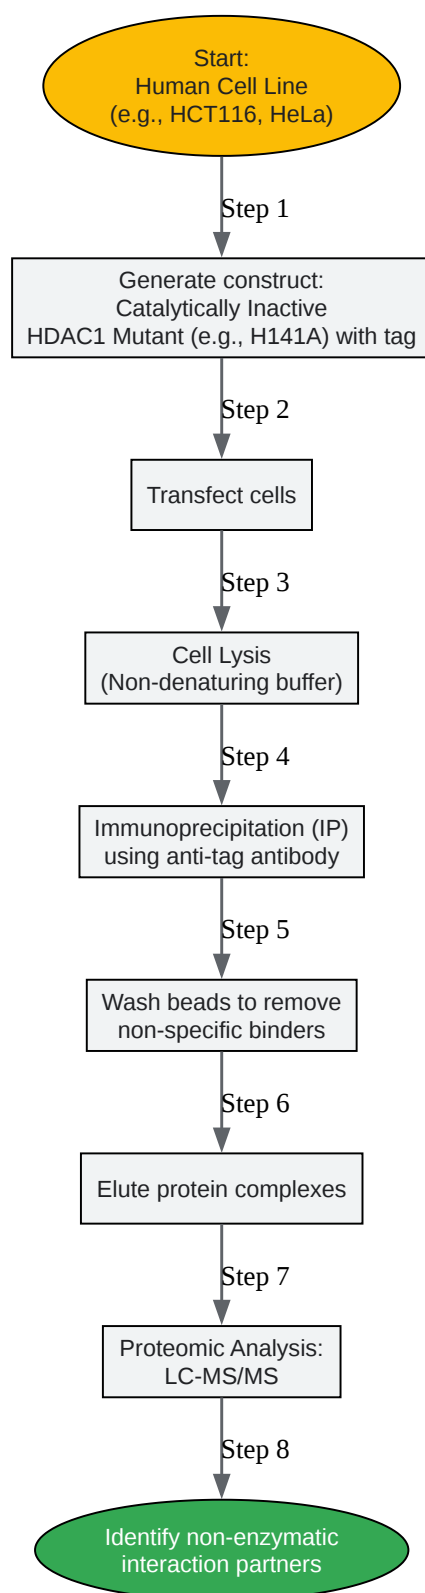 Start:
Human Cell Line
(e.g., HCT116, HeLa)
Step 1
Generate construct:
Catalytically Inactive
HDAC1 Mutant (e.g., H141A) with tag
Step 2
Transfect cells
Step 3
Cell Lysis
(Non-denaturing buffer)
Step 4
Immunoprecipitation (IP)
using anti-tag antibody
Step 5
Wash beads to remove
non-specific binders
Step 6
Elute protein complexes
Step 7
Proteomic Analysis:
LC-MS/MS
Step 8
Identify non-enzymatic
interaction partners